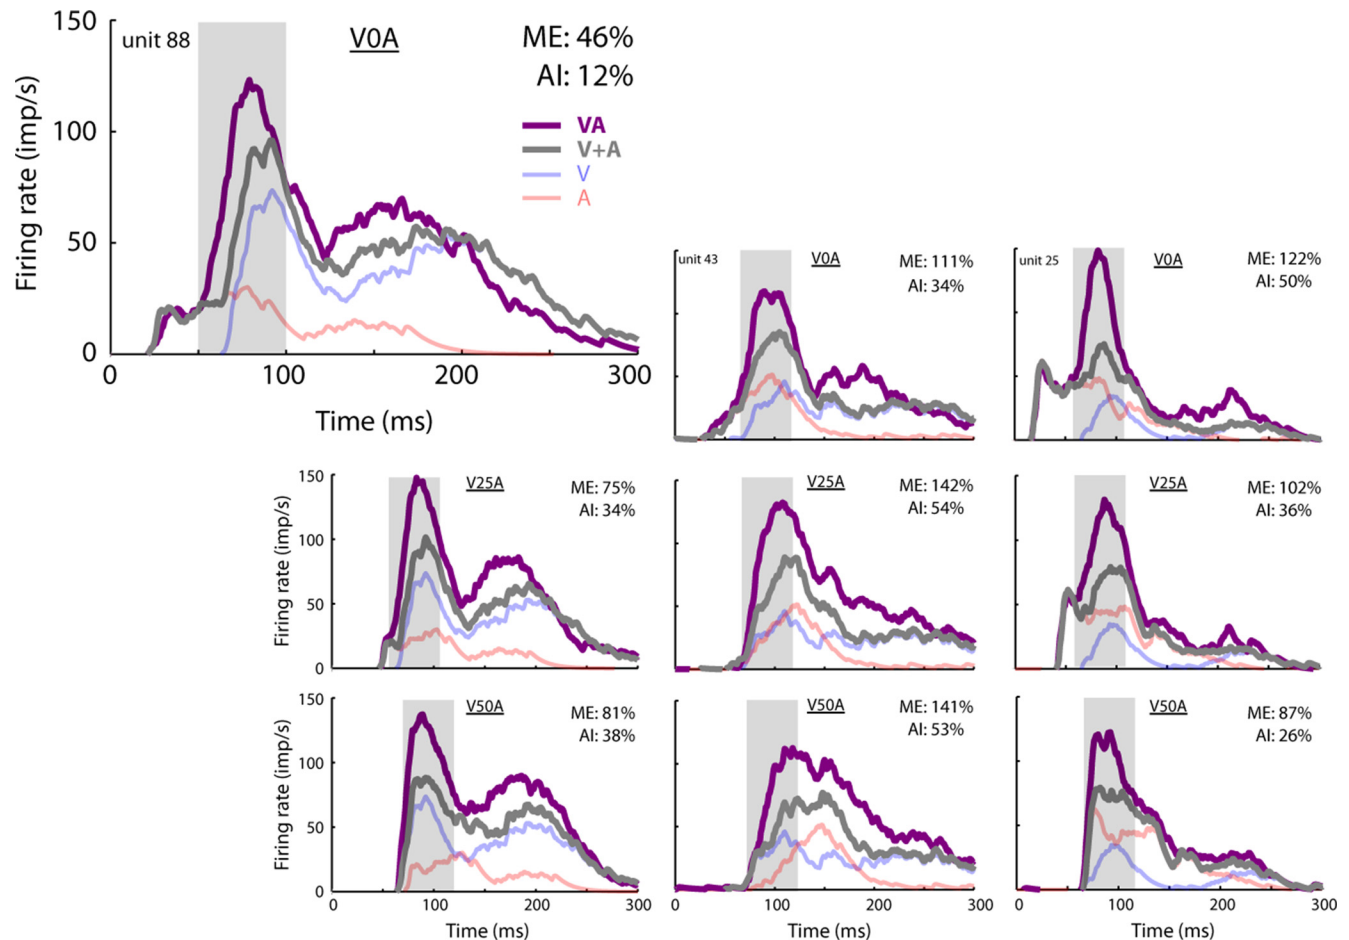 150
unit 88
V0A
ME: 46%
AI: 12%
VA
V+A
V
A
100
50
0
Firing rate (imp/s)
0
100
200
300
Time (ms)
unit 43
V0A
ME: 111%
AI: 34%
unit 25
V0A
ME: 122%
AI: 50%
150
100
50
0
Firing rate (imp/s)
V25A
ME: 75%
AI: 34%
V25A
ME: 142%
AI: 54%
V25A
ME: 102%
AI: 36%
150
100
50
0
Firing rate (imp/s)
V50A
ME: 81%
AI: 38%
V50A
ME: 141%
AI: 53%
V50A
ME: 87%
AI: 26%
100
200
300
0
100
200
300
0
100
200
300
Time (ms)
Time (ms)
Time (ms)